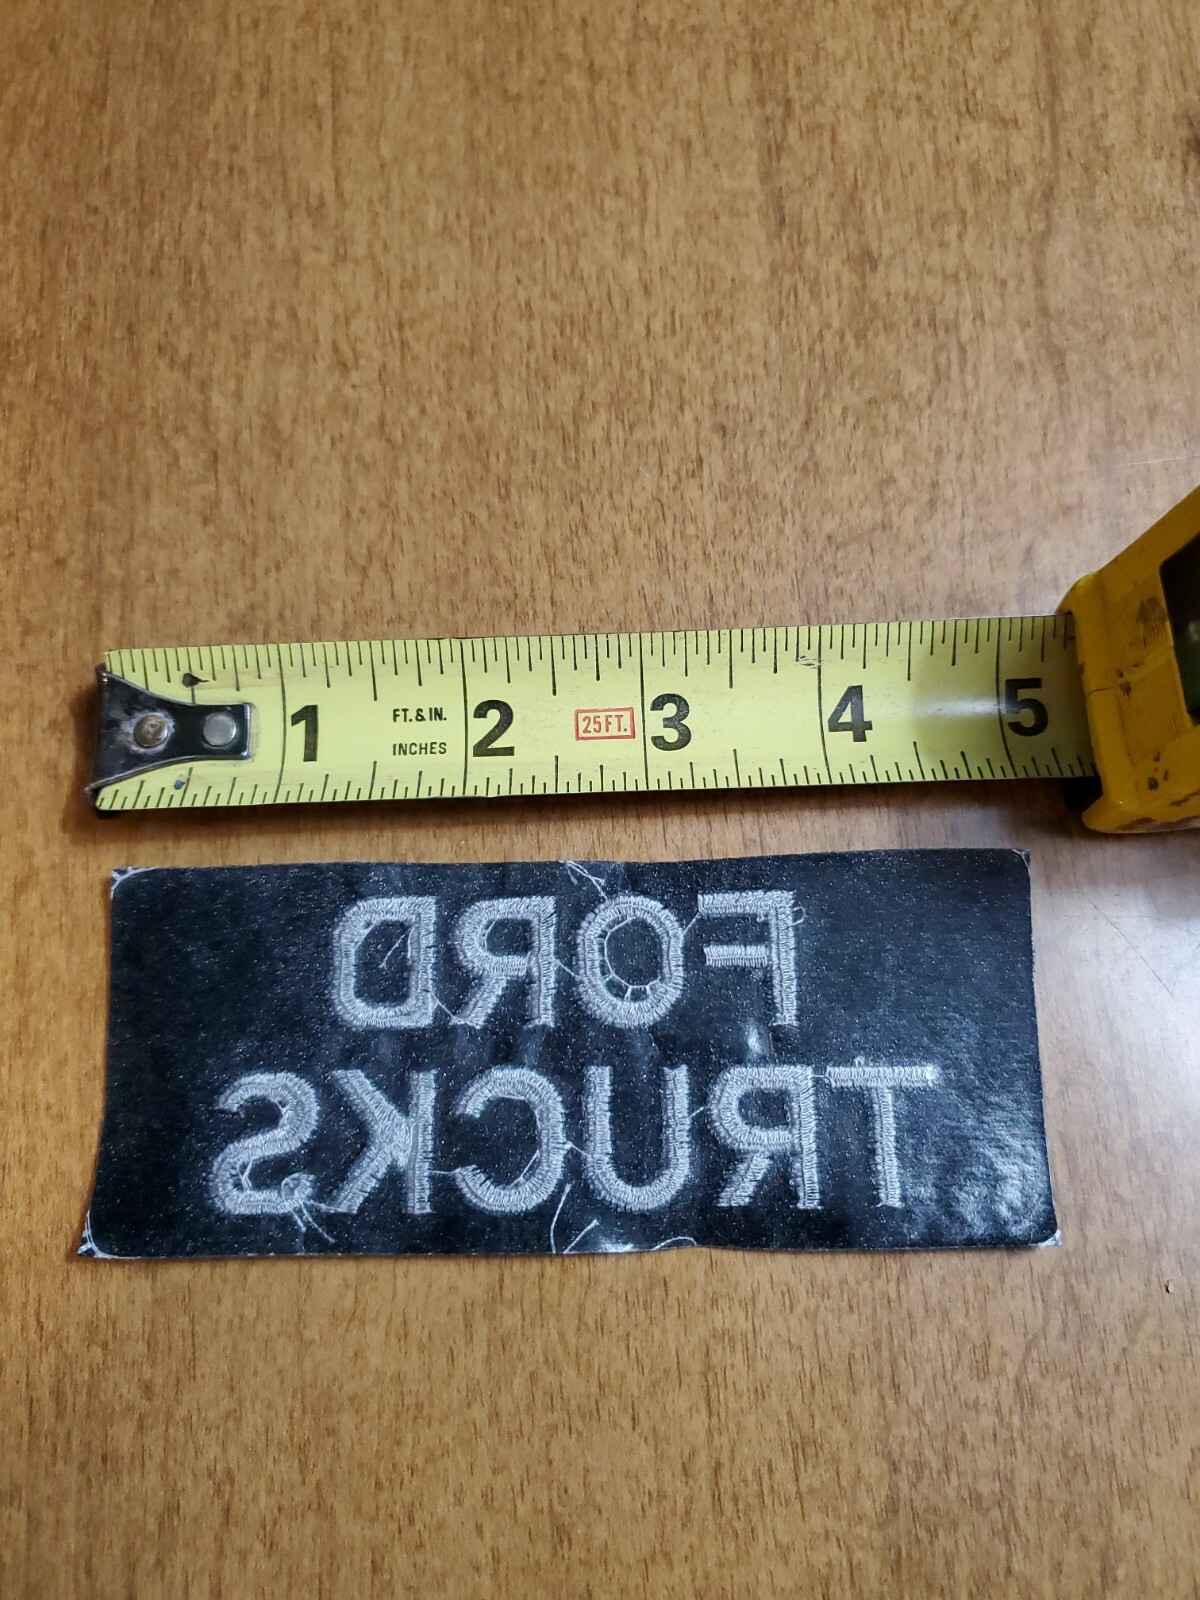 1 FT. & IN. INCHES 2 25FT. 3 4 5
FORD
TRUCKS